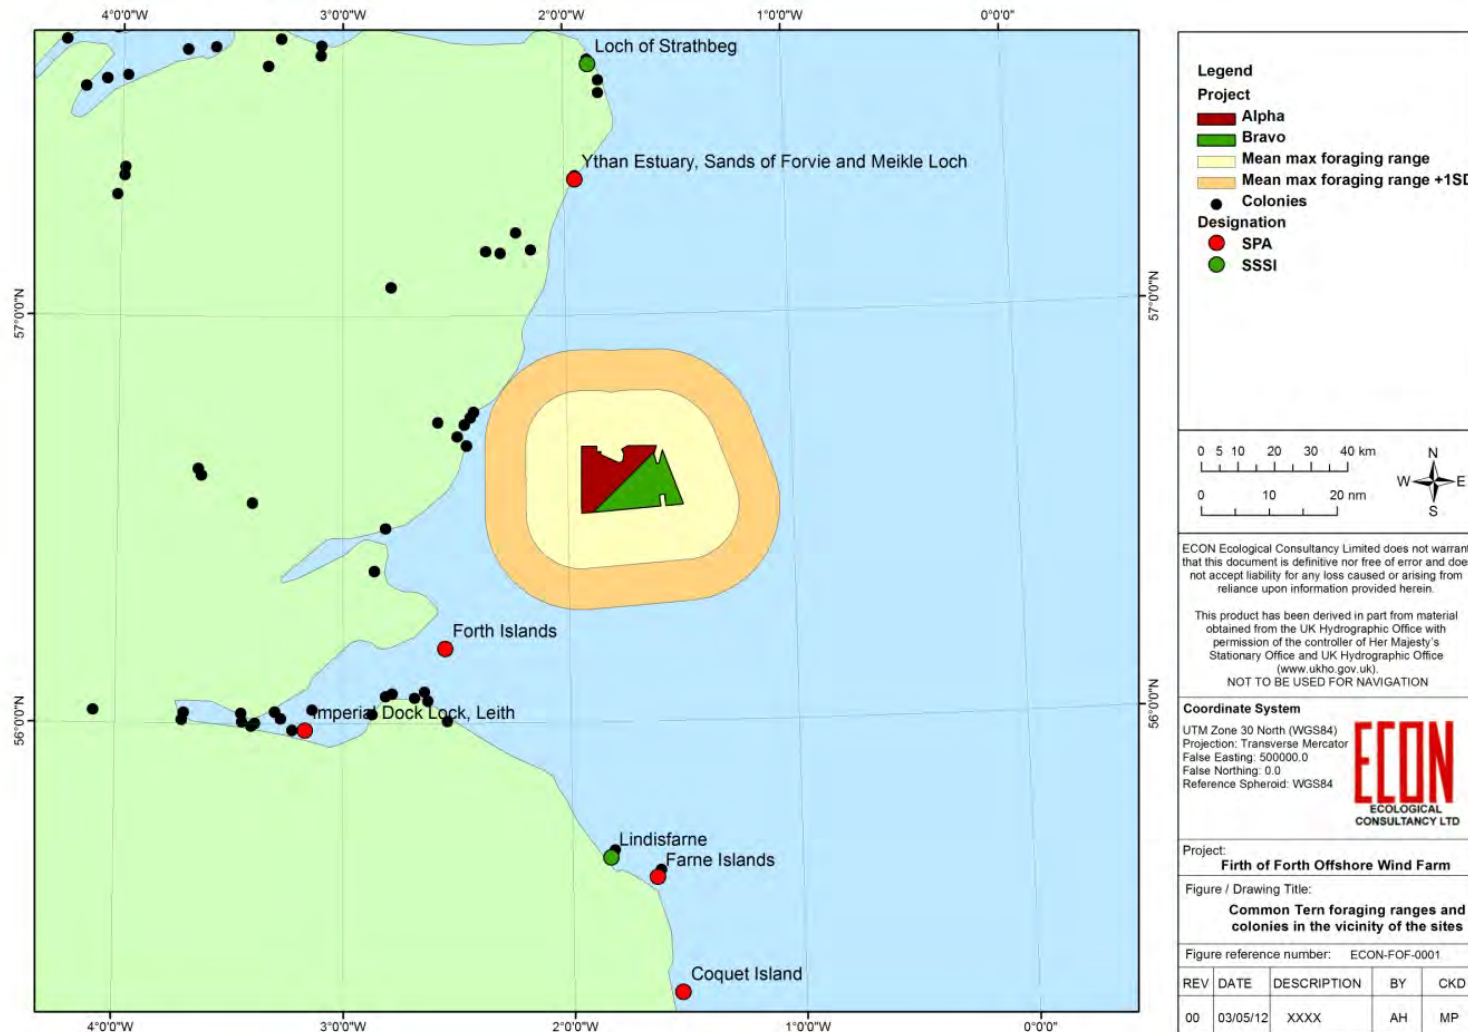 4°0'0"W
3°0'0"W
2°0'0"W
1°0'0"W
0°0'0"
Loch of Strathbeg
Ythan Estuary, Sands of Forvie and Meikle Loch
57°0'0"N
57°0'0"N
Forth Islands
Imperial Dock Lock, Leith
56°0'0"N
56°0'0"N
Lindisfarne
Farne Islands
Coquet Island
4°0'0"W
3°0'0"W
2°0'0"W
1°0'0"W
0°0'0"
Legend
Project
Alpha
Bravo
Mean max foraging range
Mean max foraging range +1SD
Colonies
Designation
SPA
SSSI
0 5 10 20 30 40 km
0 10 20 nm
N
W E
S
ECON Ecological Consultancy Limited does not warrant
that this document is definitive nor free of error and does
not accept liability for any loss caused or arising from
reliance upon information provided herein.
This product has been derived in part from material
obtained from the UK Hydrographic Office with
permission of the controller of Her Majesty's
Stationary Office and UK Hydrographic Office
(www.ukho.gov.uk).
NOT TO BE USED FOR NAVIGATION
Coordinate System
UTM Zone 30 North (WGS84)
Projection: Transverse Mercator
False Easting: 500000.0
False Northing: 0.0
Reference Spheroid: WGS84
ECON
ECOLOGICAL
CONSULTANCY LTD
Project:
Firth of Forth Offshore Wind Farm
Figure / Drawing Title:
Common Tern foraging ranges and
colonies in the vicinity of the sites
Figure reference number: ECON-FOF-0001
REV DATE DESCRIPTION BY CKD
00 03/05/12 XXXX AH MP